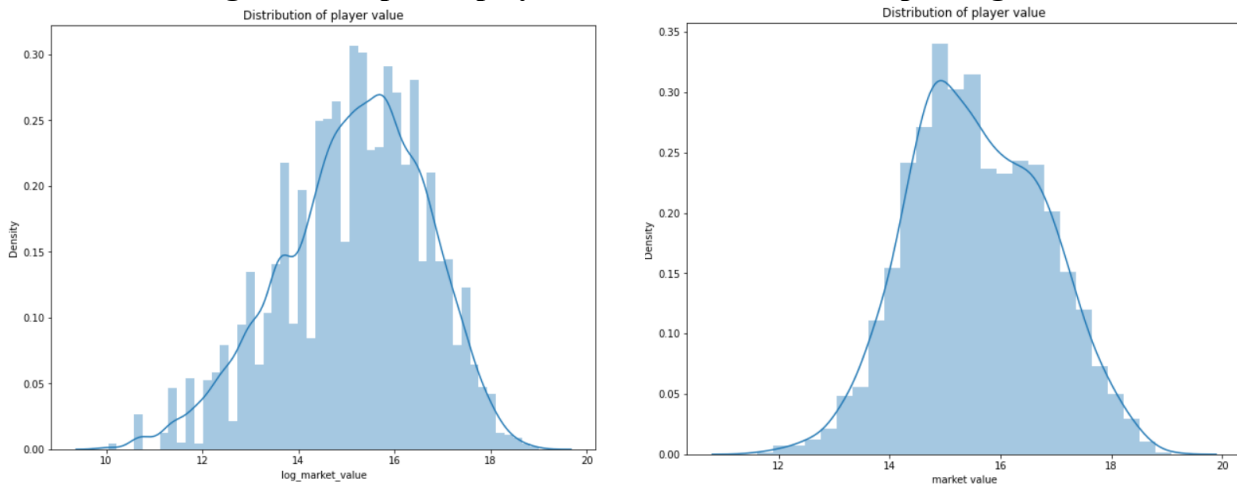 Distribution of player value
0.30
0.25
0.20
0.15
0.10
0.05
0.00
Density
10 12 14 16 18 20
log_market_value
Distribution of player value
0.35
0.30
0.25
0.20
0.15
0.10
0.05
0.00
Density
12 14 16 18 20
market value